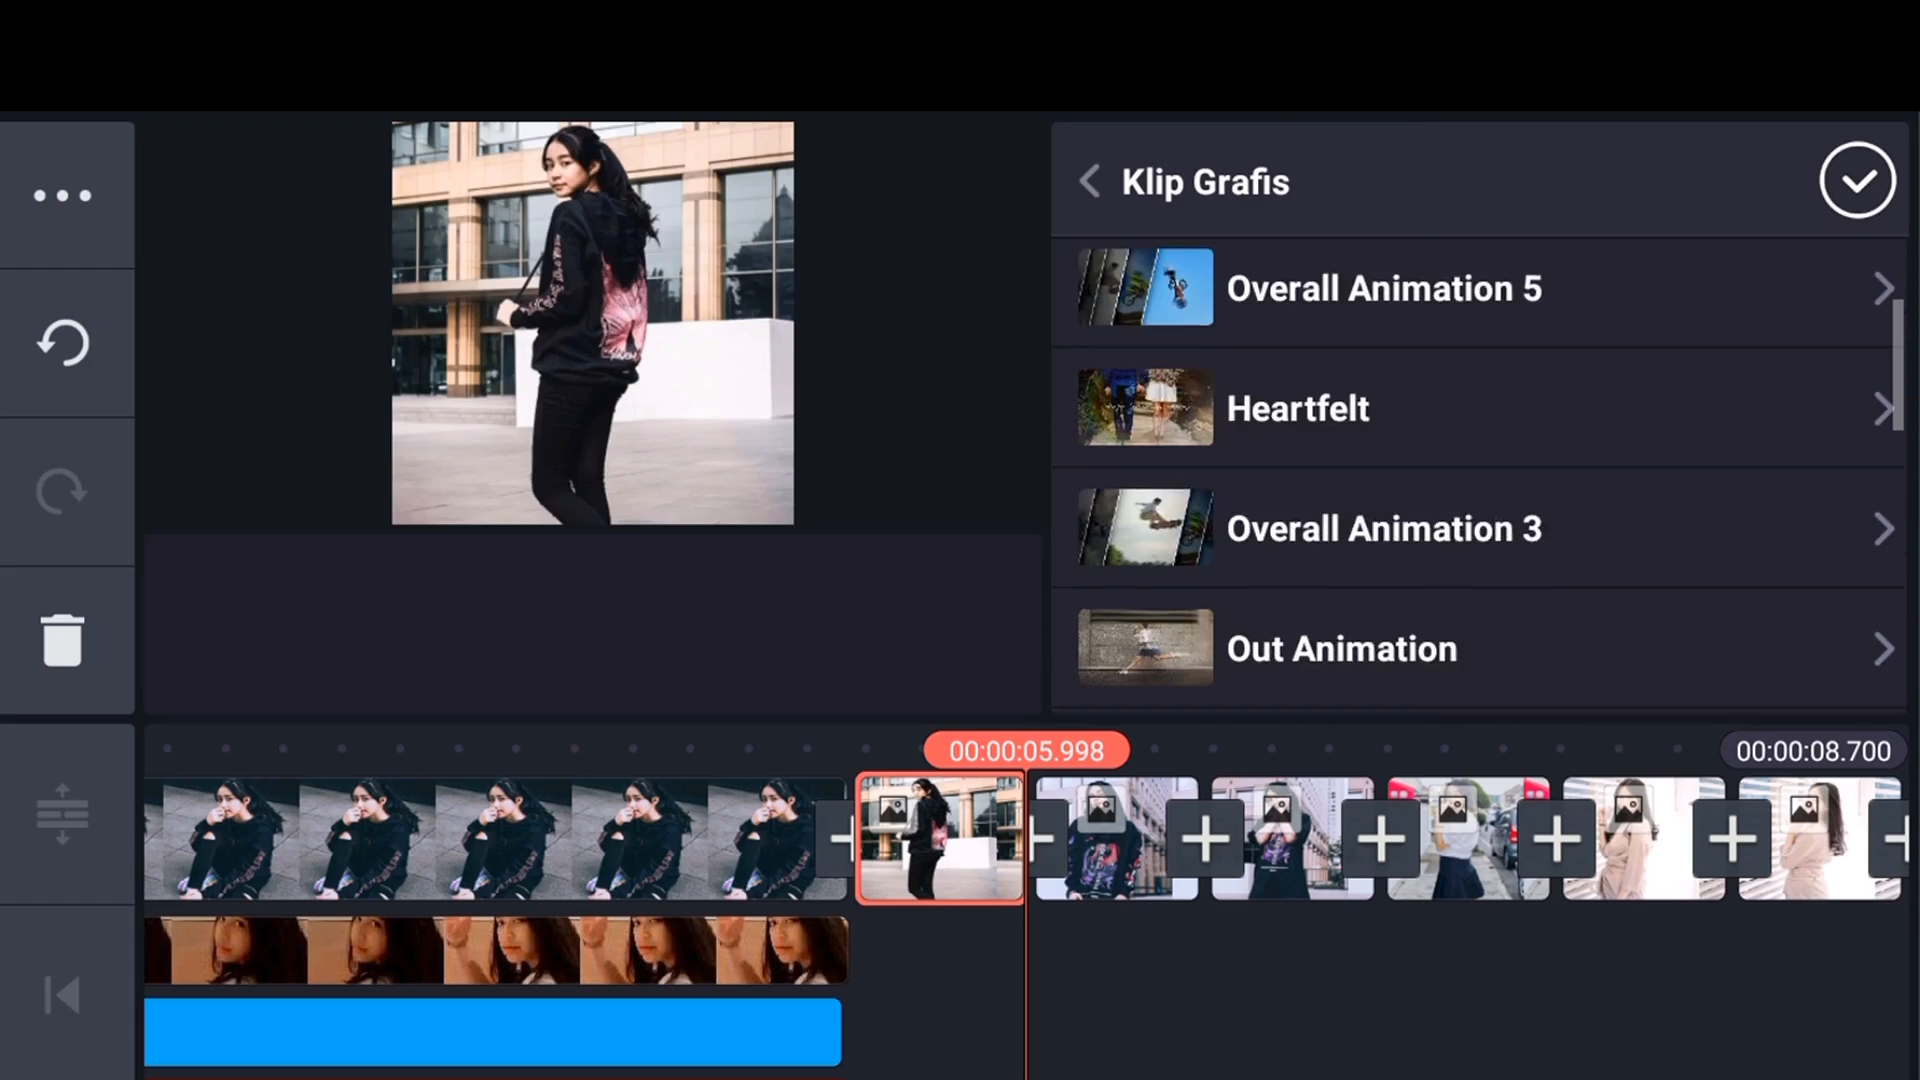 Klip Grafis
Overall Animation 5
Heartfelt
Overall Animation 3
Out Animation
00:00:05.998
00:00:08.700